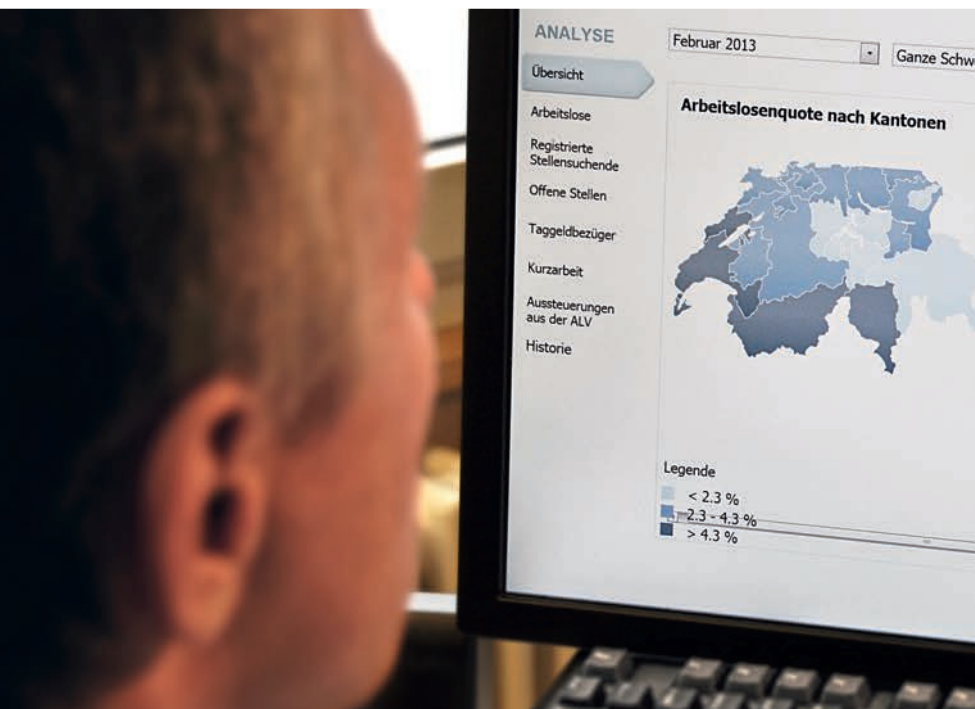 ANALYSE
Februar 2013
Ganze
Übersicht
Arbeitslose
Registrierte
Stellensuchende
Offene Stellen
Taggeldbezüger
Kurzarbeit
Aussteuerungen
aus der ALV
Historie
Arbeitslosenquote nach Kantonen
Legende
< 2.3 %
2.3 - 4.3 %
> 4.3 %